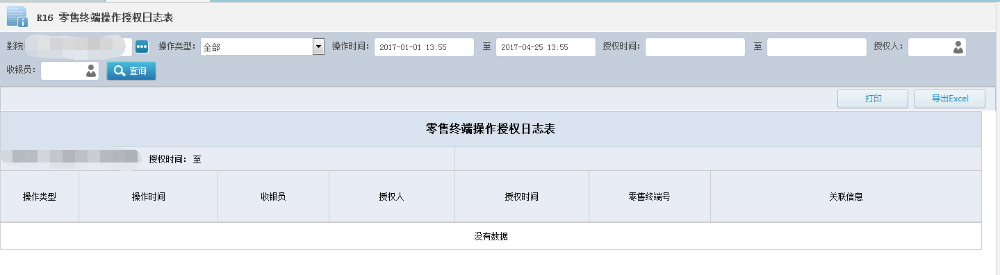 R16 零售终端操作授权日志表
影院 操作类型: 全部 操作时间: 2017-01-01 13:55 至 2017-04-25 13:55 授权时间: 至 授权人:
收银员: 查询
打印 导出Excel
零售终端操作授权日志表
授权时间: 至
操作类型 操作时间 收银员 授权人 授权时间 零售终端号 关联信息
没有数据